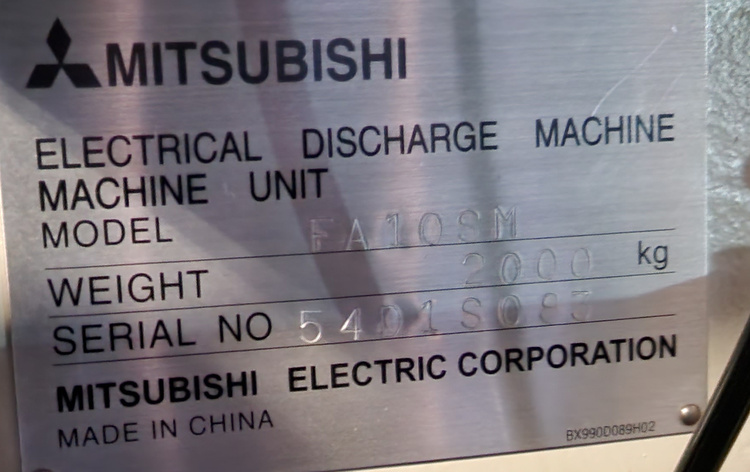 MITSUBISHI
ELECTRICAL DISCHARGE MACHINE
MACHINE UNIT
MODEL FA10SM
WEIGHT 2000 kg
SERIAL NO
MITSUBISHI ELECTRIC CORPORATION
MADE IN CHINA
BX990D089H02